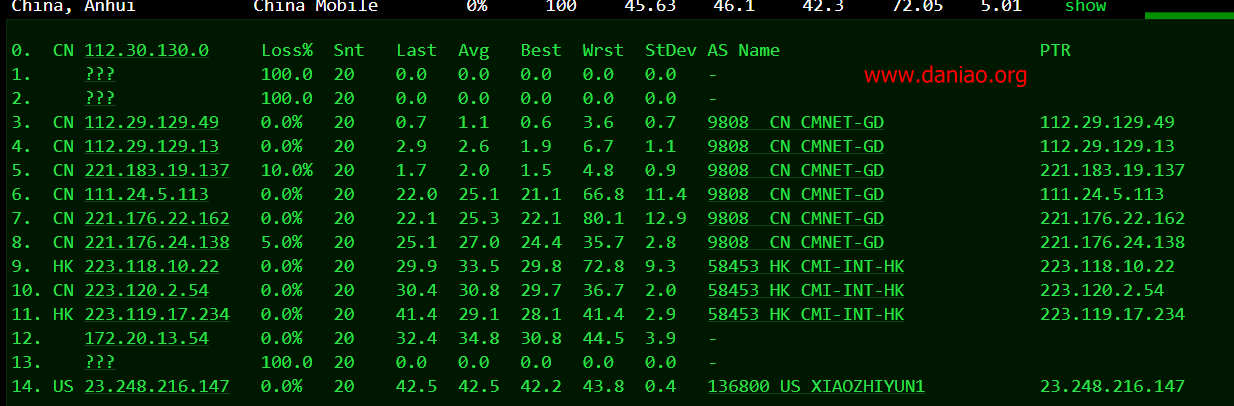 China, Anhui China Mobile 0% 100 45.63 46.1 42.3 72.05 5.01 show
0. CN 112.30.130.0 Loss% Snt Last Avg Best Wrst StDev AS Name PTR
1. ??? 100.0 20 0.0 0.0 0.0 0.0 0.0 -
www.daniao.org
2. ??? 100.0 20 0.0 0.0 0.0 0.0 0.0 -
3. CN 112.29.129.49 0.0% 20 0.7 1.1 0.6 3.6 0.7 9808 CN CMNET-GD 112.29.129.49
4. CN 112.29.129.13 0.0% 20 2.9 2.6 1.9 6.7 1.1 9808 CN CMNET-GD 112.29.129.13
5. CN 221.183.19.137 10.0% 20 1.7 2.0 1.5 4.8 0.9 9808 CN CMNET-GD 221.183.19.137
6. CN 111.24.5.113 0.0% 20 22.0 25.1 21.1 66.8 11.4 9808 CN CMNET-GD 111.24.5.113
7. CN 221.176.22.162 0.0% 20 22.1 25.3 22.1 80.1 12.9 9808 CN CMNET-GD 221.176.22.162
8. CN 221.176.24.138 5.0% 20 25.1 27.0 24.4 35.7 2.8 9808 CN CMNET-GD 221.176.24.138
9. HK 223.118.10.22 0.0% 20 29.9 33.5 29.8 72.8 9.3 58453 HK CMI-INT-HK 223.118.10.22
10. CN 223.120.2.54 0.0% 20 30.4 30.8 29.7 36.7 2.0 58453 HK CMI-INT-HK 223.120.2.54
11. HK 223.119.17.234 0.0% 20 41.4 29.1 28.1 41.4 2.9 58453 HK CMI-INT-HK 223.119.17.234
12. 172.20.13.54 0.0% 20 32.4 34.8 30.8 44.5 3.9 -
13. ??? 100.0 20 0.0 0.0 0.0 0.0 0.0 -
14. US 23.248.216.147 0.0% 20 42.5 42.5 42.2 43.8 0.4 136800 US XIAOZHIYUN1 23.248.216.147